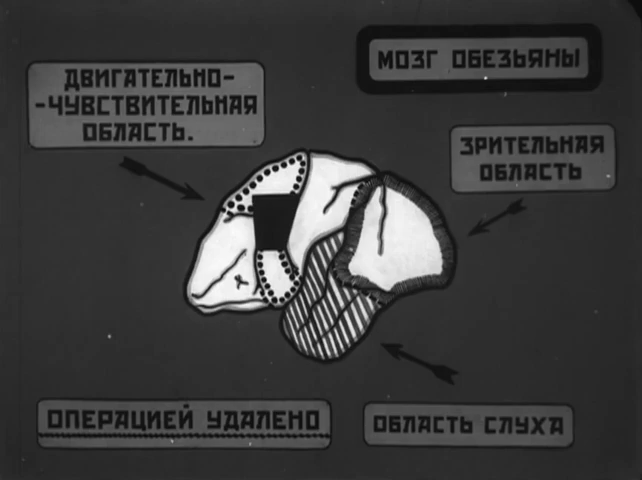 МОЗГ ОБЕЗЬЯНЫ
ДВИГАТЕЛЬНО-
-ЧУВСТВИТЕЛЬНАЯ
ОБЛАСТЬ.
ЗРИТЕЛЬНАЯ
ОБЛАСТЬ
ОПЕРАЦИЕЙ УДАЛЕНО
ОБЛАСТЬ СЛУХА